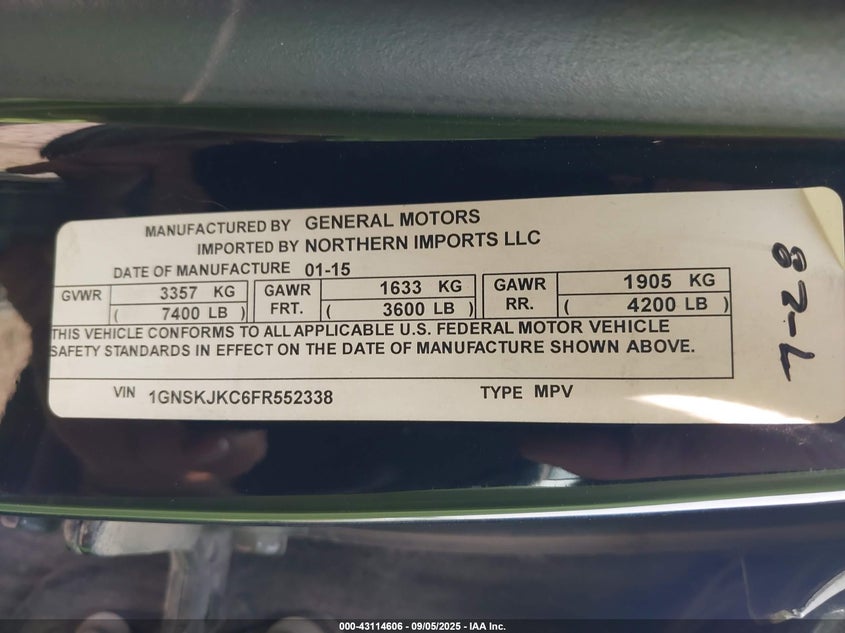 MANUFACTURED BY GENERAL MOTORS
IMPORTED BY NORTHERN IMPORTS LLC
DATE OF MANUFACTURE 01-15
GVWR 3357 KG GAWR 1633 KG GAWR 1905 KG
( 7400 LB ) FRT. ( 3600 LB ) RR. ( 4200 LB )
THIS VEHICLE CONFORMS TO ALL APPLICABLE U.S. FEDERAL MOTOR VEHICLE
SAFETY STANDARDS IN EFFECT ON THE DATE OF MANUFACTURE SHOWN ABOVE.
VIN 1GNSKJKC6FR552338 TYPE MPV
7-28
000-43114606 - 09/05/2025 - IAA Inc.